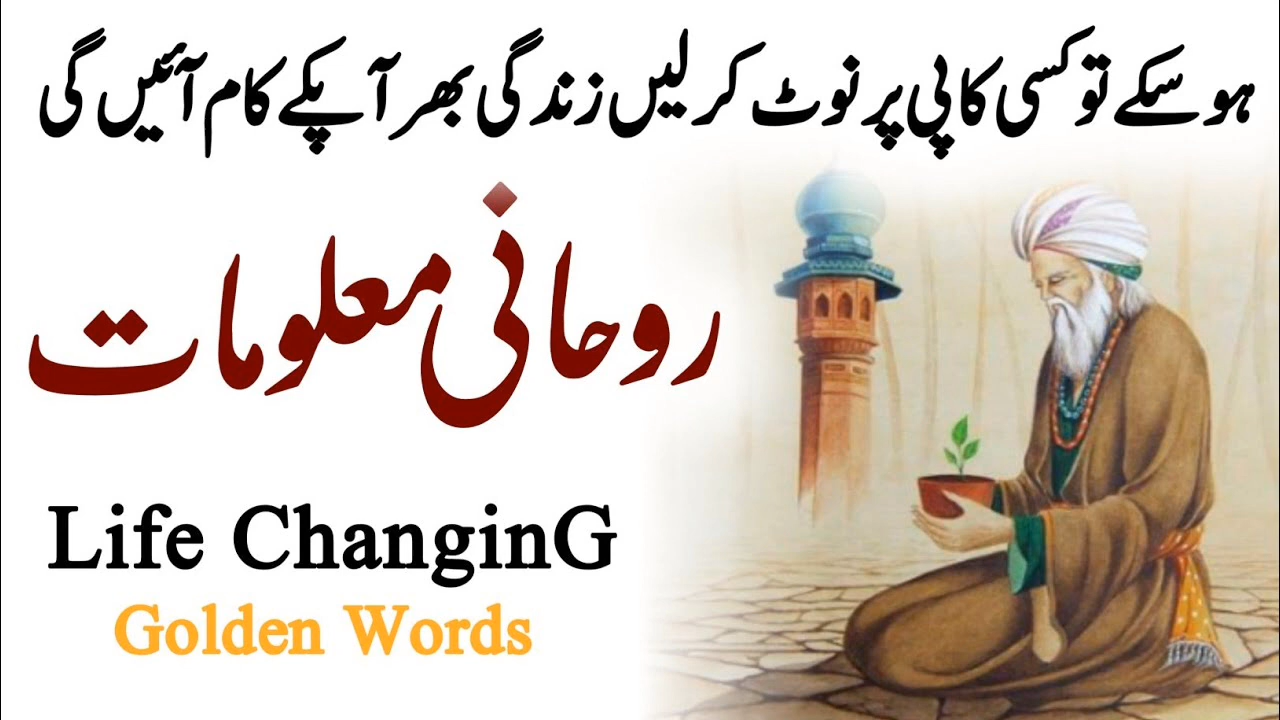 ہو سکے تو کسی کاپی پر نوٹ کر لیں زندگی بھر آپکے کام آئیں گی
روحانی معلومات
Life ChanginG
Golden Words